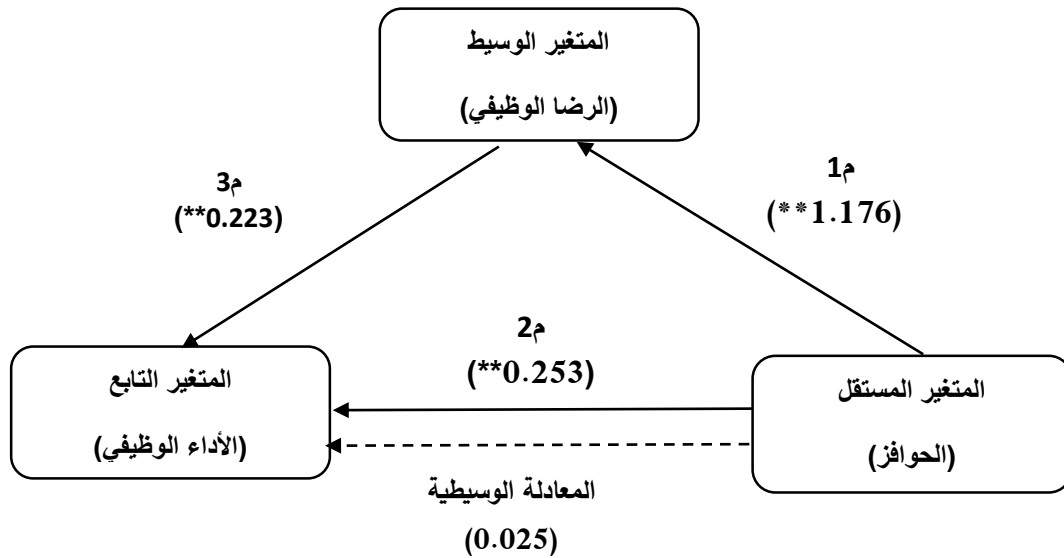 المتغير الوسيط
(الرضا الوظيفي)
م1
(**1.176)
م3
(**0.223)
م2
(**0.253)
المتغير المستقل
(الحوافز)
المتغير التابع
(الأداء الوظيفي)
المعادلة الوسيطية
(0.025)